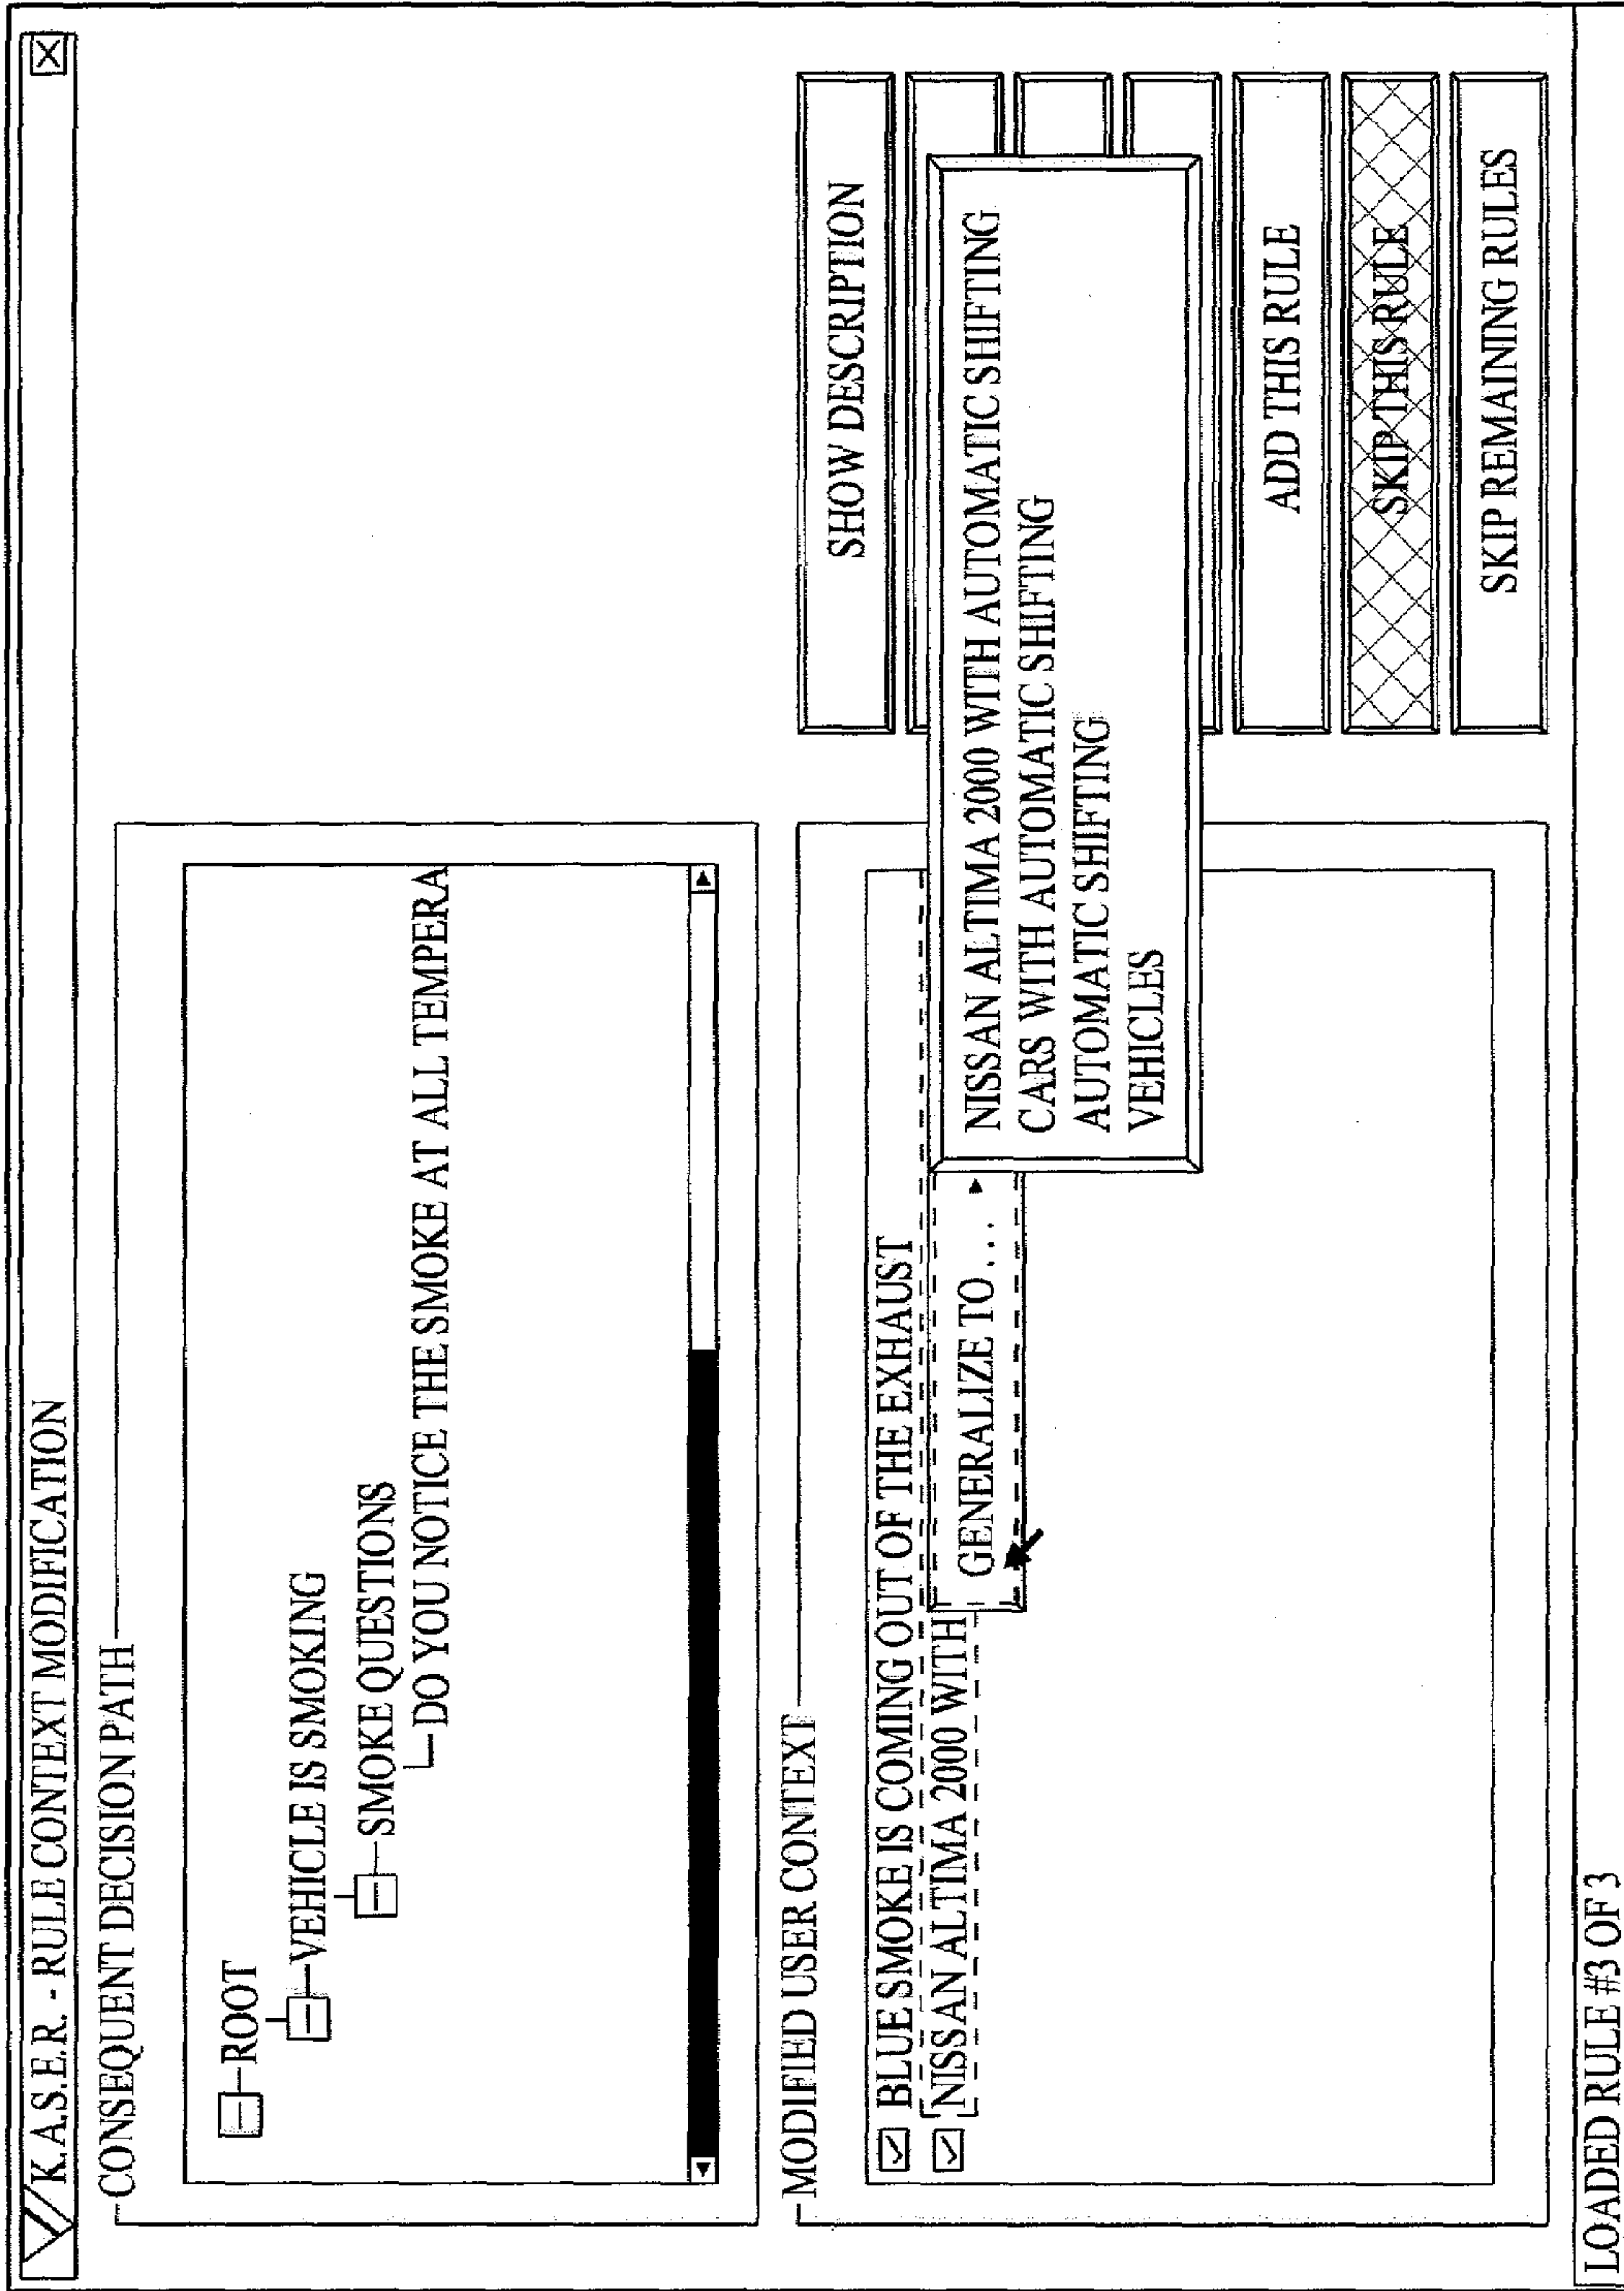 K.A.S.E.R. - RULE CONTEXT MODIFICATION
CONSEQUENT DECISION PATH
ROOT
VEHICLE IS SMOKING
SMOKE QUESTIONS
DO YOU NOTICE THE SMOKE AT ALL TEMPERA
MODIFIED USER CONTEXT
BLUE SMOKE IS COMING OUT OF THE EXHAUST
NISSAN ALTIMA 2000 WITH
GENERALIZE TO...
NISSAN ALTIMA 2000 WITH AUTOMATIC SHIFTING
CARS WITH AUTOMATIC SHIFTING
AUTOMATIC SHIFTING
VEHICLES
SHOW DESCRIPTION
ADD THIS RULE
SKIP THIS RULE
SKIP REMAINING RULES
LOADED RULE #3 OF 3